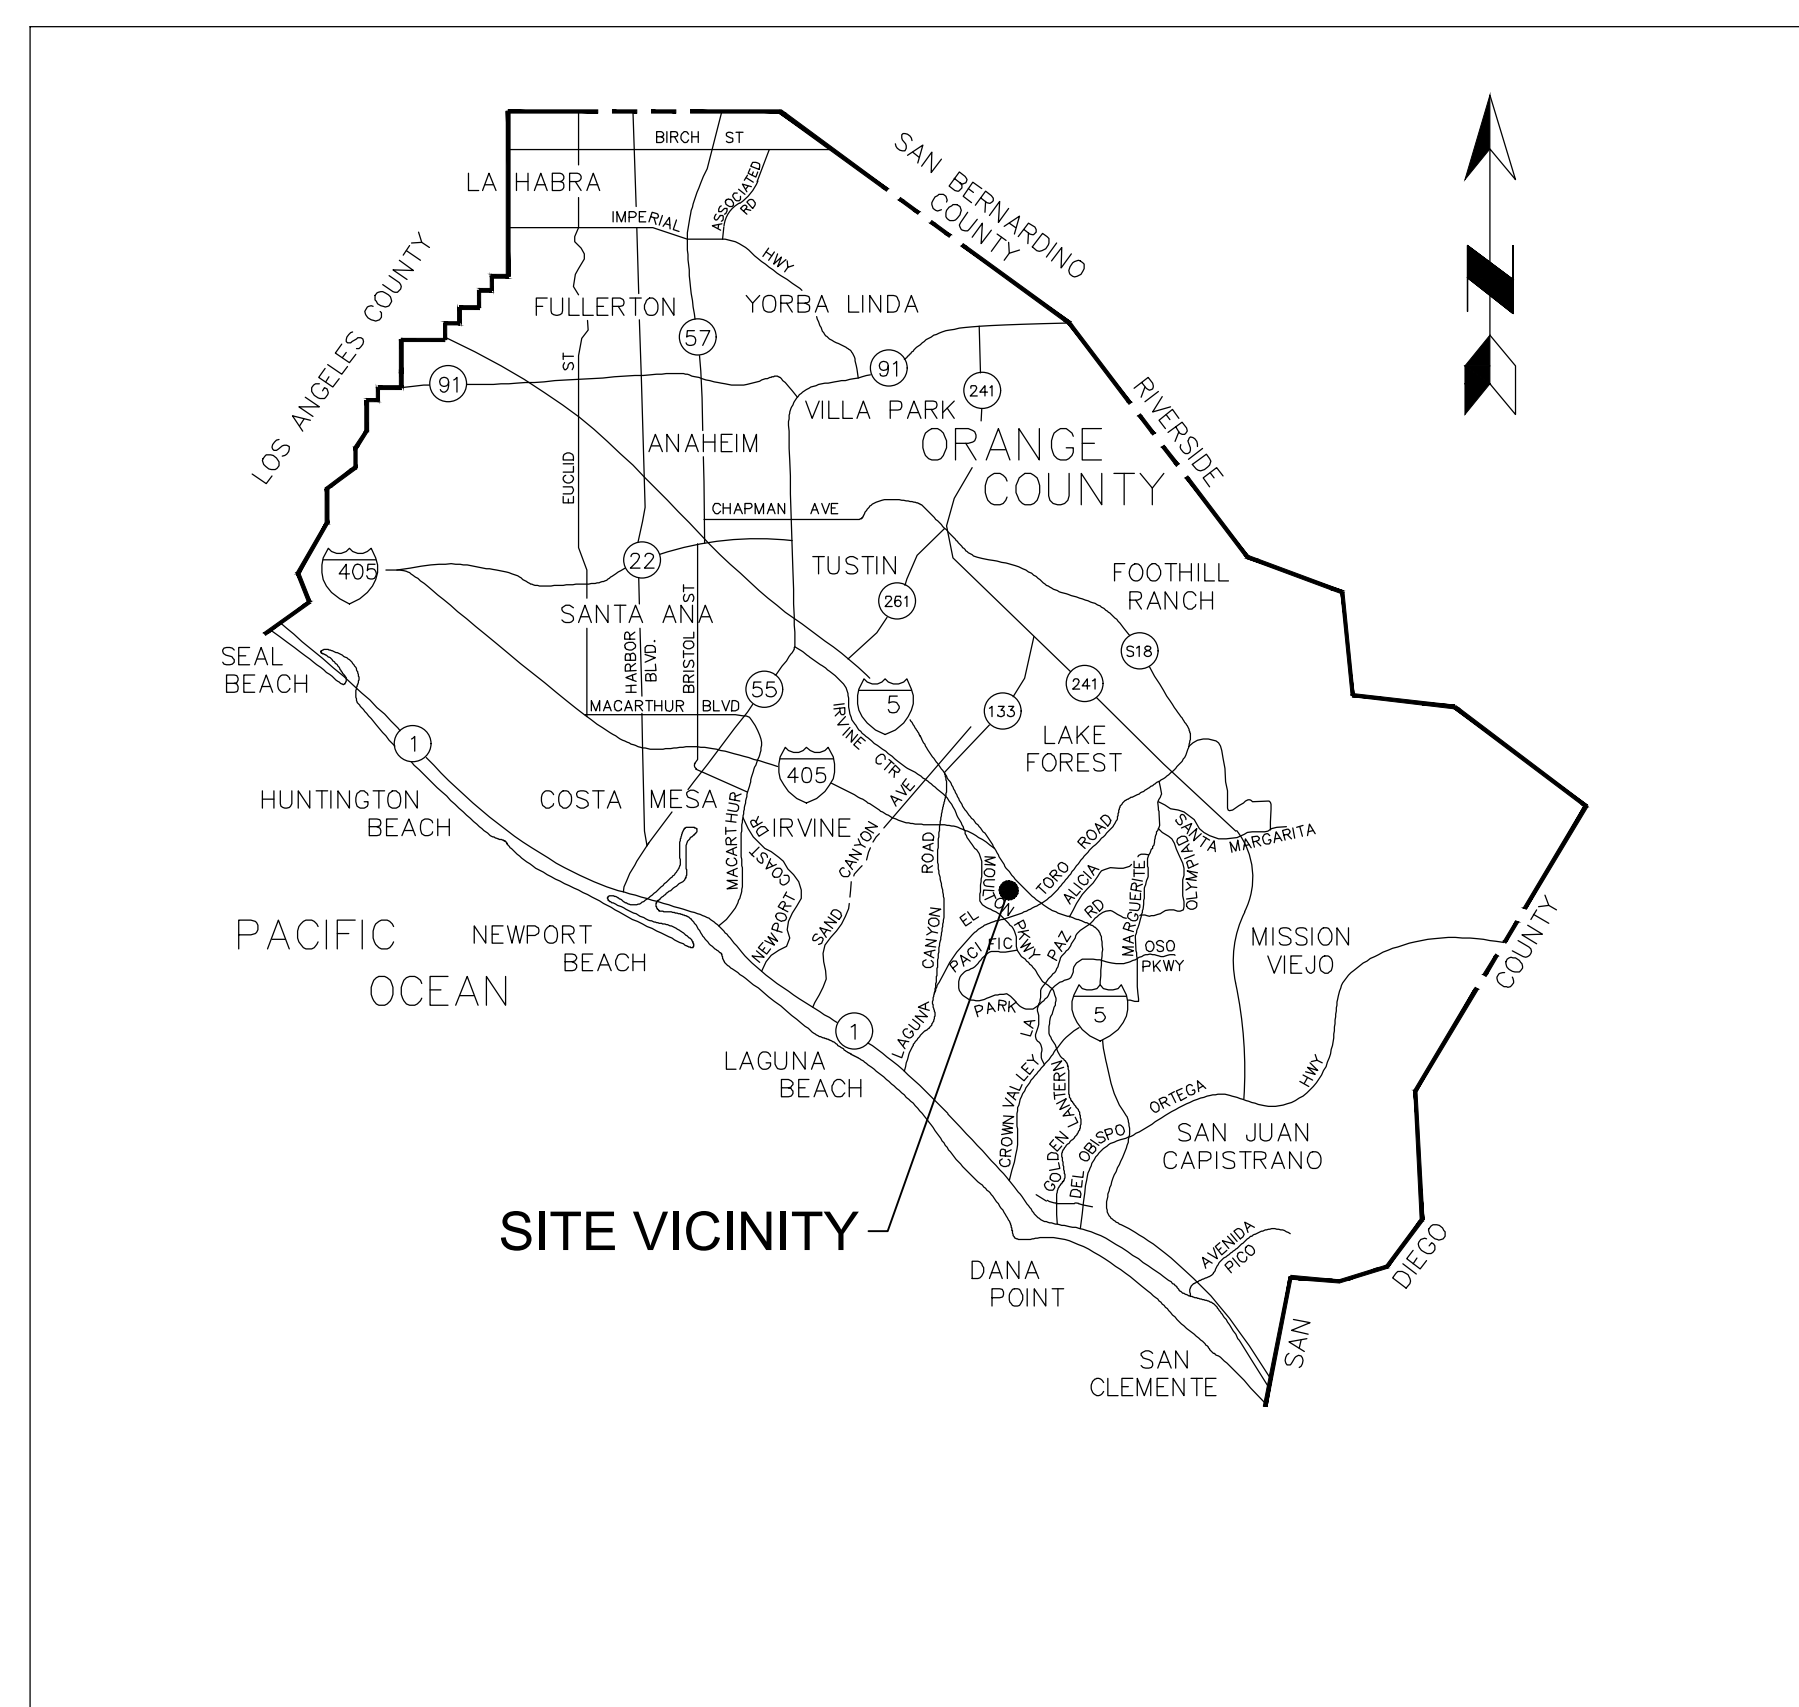 BIRCH ST
LA HABRA
ASSOCIATED
RD
IMPERIAL
HWY
SAN BERNARDINO
COUNTY
LOS ANGELES COUNTY
FULLERTON
YORBA LINDA
57
ST
91
91
241
VILLA PARK
RIVERSIDE
ANAHEIM
ORANGE
COUNTY
EUCLID
CHAPMAN AVE
N
405
22
TUSTIN
FOOTHILL
RANCH
261
SANTA ANA
ST
HARBOR
BLVD.
BRISTOL
S18
SEAL
BEACH
55
241
5
MACARTHUR BLVD
133
IRVINE
CTR
1
LAKE
FOREST
405
AVE
HUNTINGTON
BEACH
COSTA MESA
MACARTHUR
IRVINE
NEWPORT COAST DR
SAND CANYON
ROAD
CANYON
LAGUNA
MOULTON
PKWY
EL TORO ROAD
ALICIA
MARGUERITE
OLYMPIAD
SANTA MARGARITA
PACIFIC
PARK
LA PAZ RD
OSO
PKWY
MISSION
VIEJO
COUNTY
PACIFIC
OCEAN
NEWPORT
BEACH
5
1
LAGUNA
BEACH
CROWN VALLEY
GOLDEN LANTERN
DEL OBISPO
ORTEGA
HWY
SAN JUAN
CAPISTRANO
SITE VICINITY
AVENIDA
PICO
DANA
POINT
SAN
DIEGO
SAN
CLEMENTE